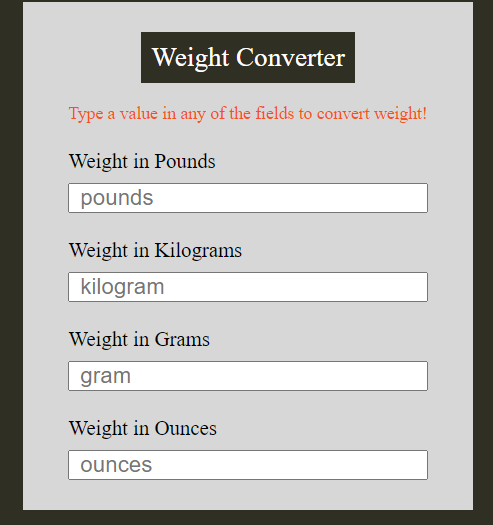 Weight Converter
Type a value in any of the fields to convert weight!
Weight in Pounds
pounds
Weight in Kilograms
kilogram
Weight in Grams
gram
Weight in Ounces
ounces